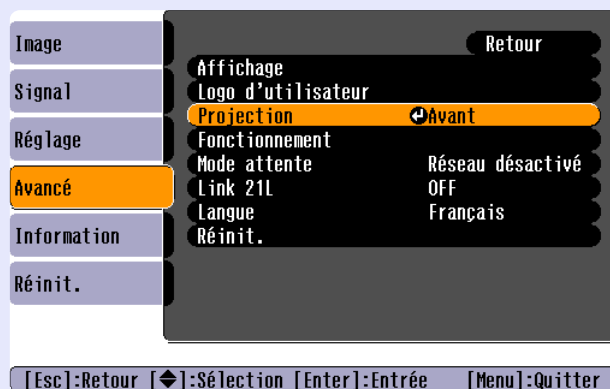 Image
Signal
Réglage
Avancé
Information
Réinit.
Retour
Affichage
Logo d'utilisateur
Projection Avant
Fonctionnement
Mode attente Réseau désactivé
Link 21L OFF
Langue Français
Réinit.
[Esc]:Retour [◆]:Sélection [Enter]:Entrée [Menu]:Quitter